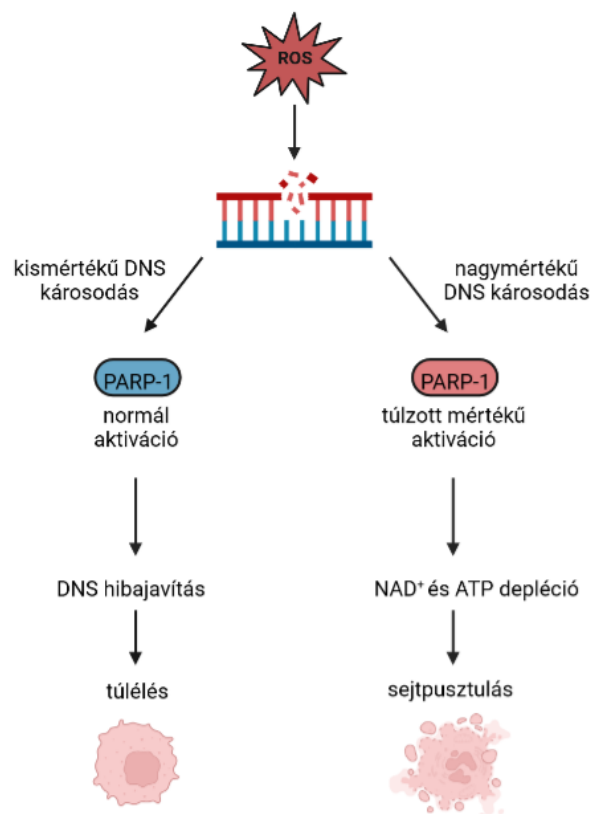 ROS
kismértékű DNS
károsodás
nagymértékű
DNS károsodás
PARP-1
normál
aktiváció
PARP-1
túlzott mértékű
aktiváció
DNS hibajavítás
NAD⁺ és ATP depléció
túlélés
sejtpusztulás